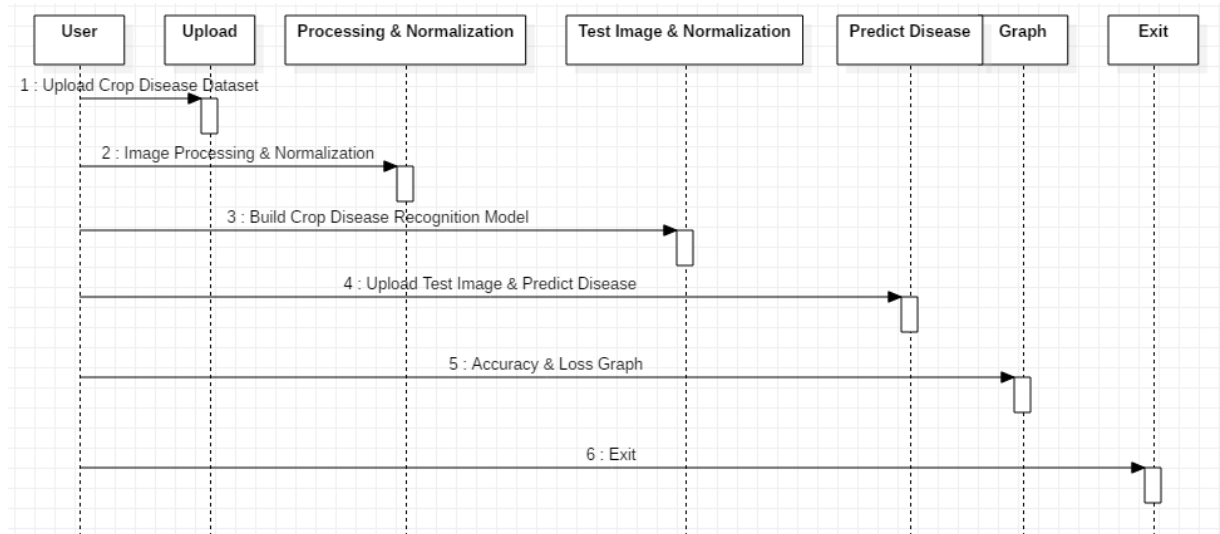 User
Upload
Processing & Normalization
Test Image & Normalization
Predict Disease
Graph
Exit
1 : Upload Crop Disease Dataset
2 : Image Processing & Normalization
3 : Build Crop Disease Recognition Model
4 : Upload Test Image & Predict Disease
5 : Accuracy & Loss Graph
6 : Exit